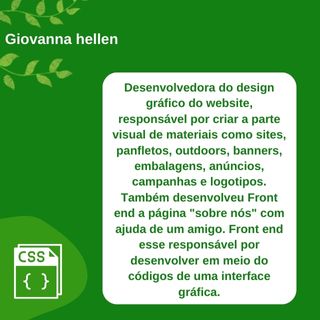 Giovanna hellen
Desenvolvedora do design
gráfico do website,
responsável por criar a parte
visual de materiais como sites,
panfletos, outdoors, banners,
embalagens, anúncios,
campanhas e logotipos.
Também desenvolveu Front
end a página "sobre nós" com
ajuda de um amigo. Front end
esse responsável por
desenvolver em meio do
códigos de uma interface
gráfica.
CSS
{ }